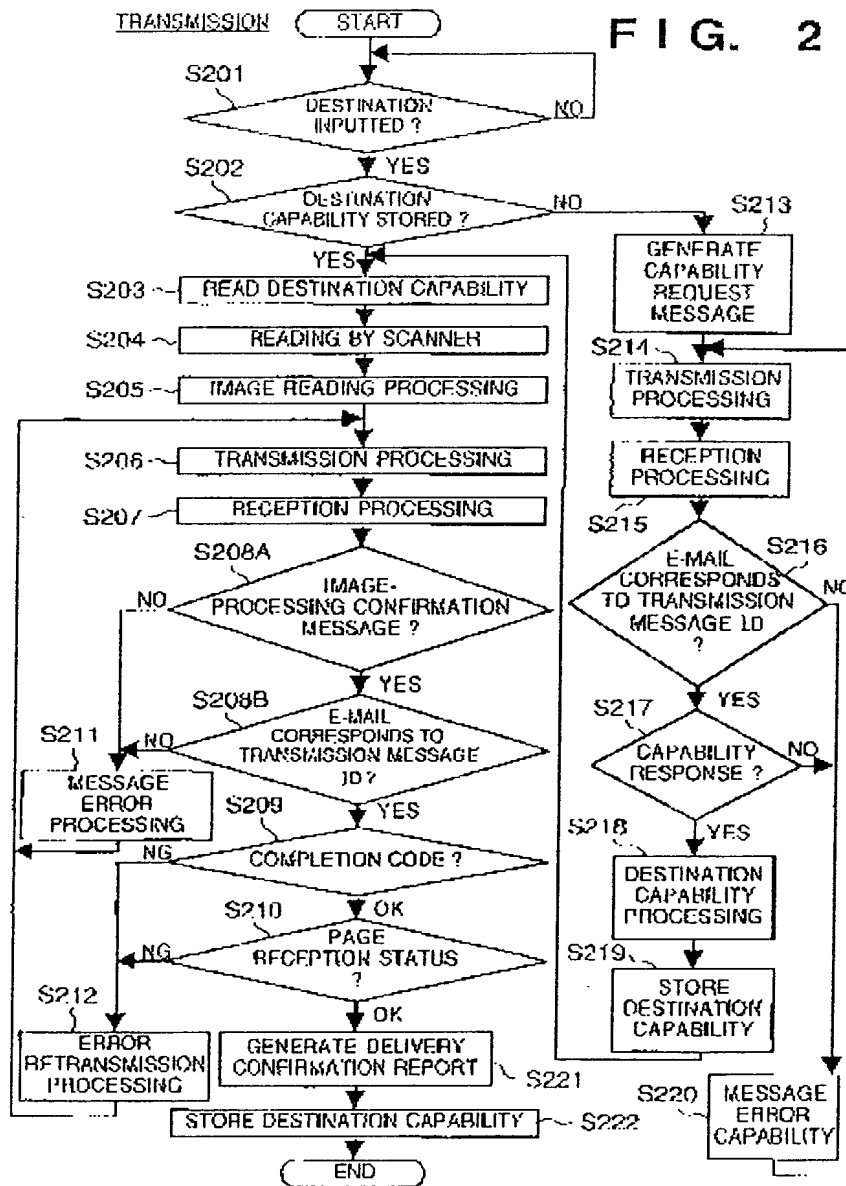 TRANSMISSION
START
FIG. 2
S201
DESTINATION
INPUTTED ?
NO
YES
S202
DESTINATION
CAPABILITY STORED ?
NO
YES
S213
GENERATE
CAPABILITY
REQUEST
MESSAGE
S203
READ DESTINATION CAPABILITY
S204
READING BY SCANNER
S205
IMAGE READING PROCESSING
S214
TRANSMISSION
PROCESSING
S206
TRANSMISSION PROCESSING
S207
RECEPTION PROCESSING
RECEPTION
PROCESSING
S215
S208A
IMAGE-
PROCESSING CONFIRMATION
MESSAGE ?
NO
YES
S216
E-MAIL
CORRESPONDS
TO TRANSMISSION
MESSAGE ID
?
NO
YES
S208B
E-MAIL
CORRESPONDS TO
TRANSMISSION MESSAGE
ID?
NO
YES
S217
CAPABILITY
RESPONSE ?
NO
YES
S211
MESSAGE
ERROR
PROCESSING
S209
COMPLETION CODE ?
NG
OK
S218
DESTINATION
CAPABILITY
PROCESSING
S210
PAGE
RECEPTION STATUS
?
NG
OK
S219
STORE
DESTINATION
CAPABILITY
S212
ERROR
RETRANSMISSION
PROCESSING
GENERATE DELIVERY
CONFIRMATION REPORT
S221
S220
MESSAGE
ERROR
CAPABILITY
STORE DESTINATION CAPABILITY
S222
END